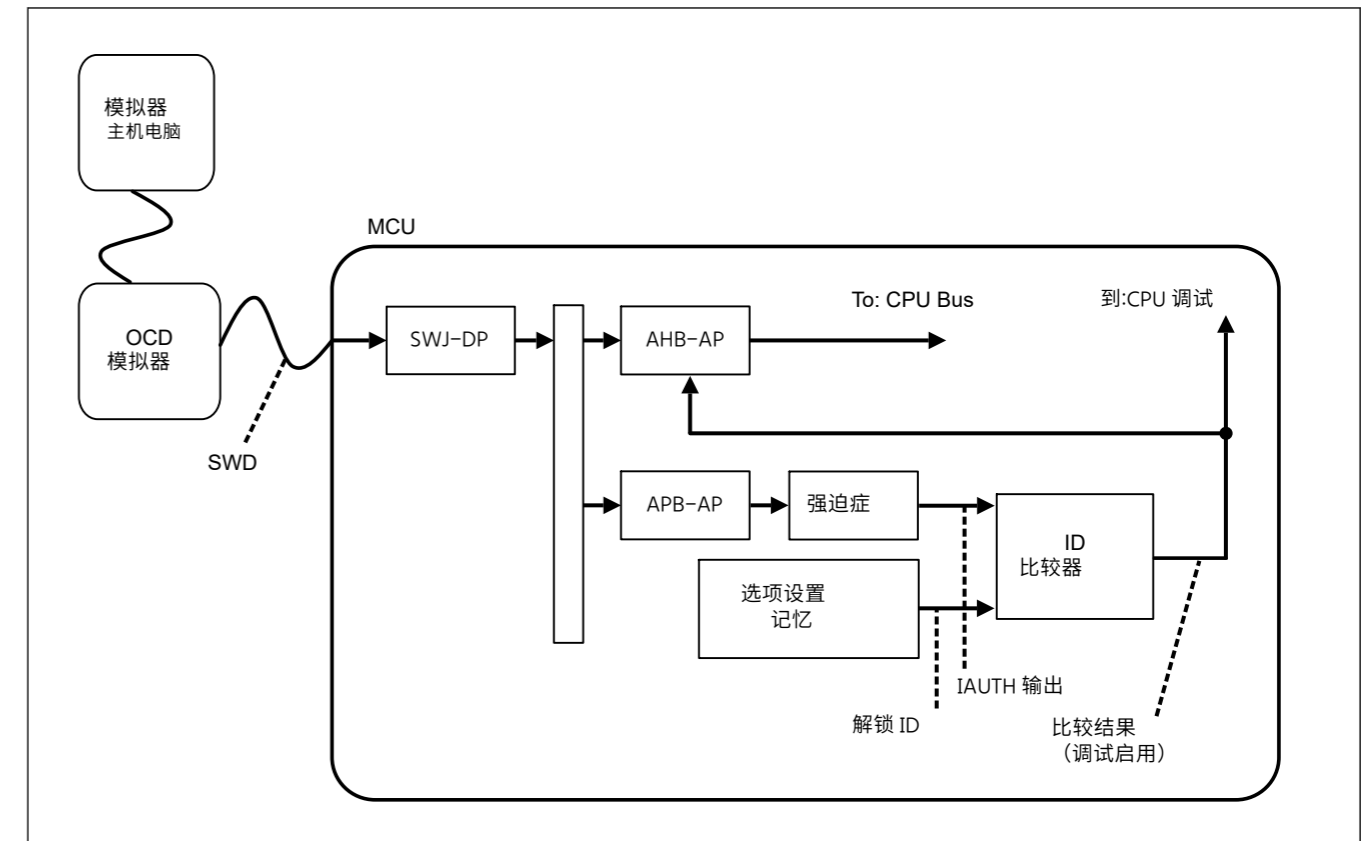 模拟器
主机电脑
MCU
OCD
模拟器
SWD
SWJ-DP
AHB-AP
To: CPU Bus
到:CPU 调试
APB-AP
强迫症
ID
比较器
选项设置
记忆
IAUTH 输出
解锁 ID
比较结果
（调试启用）